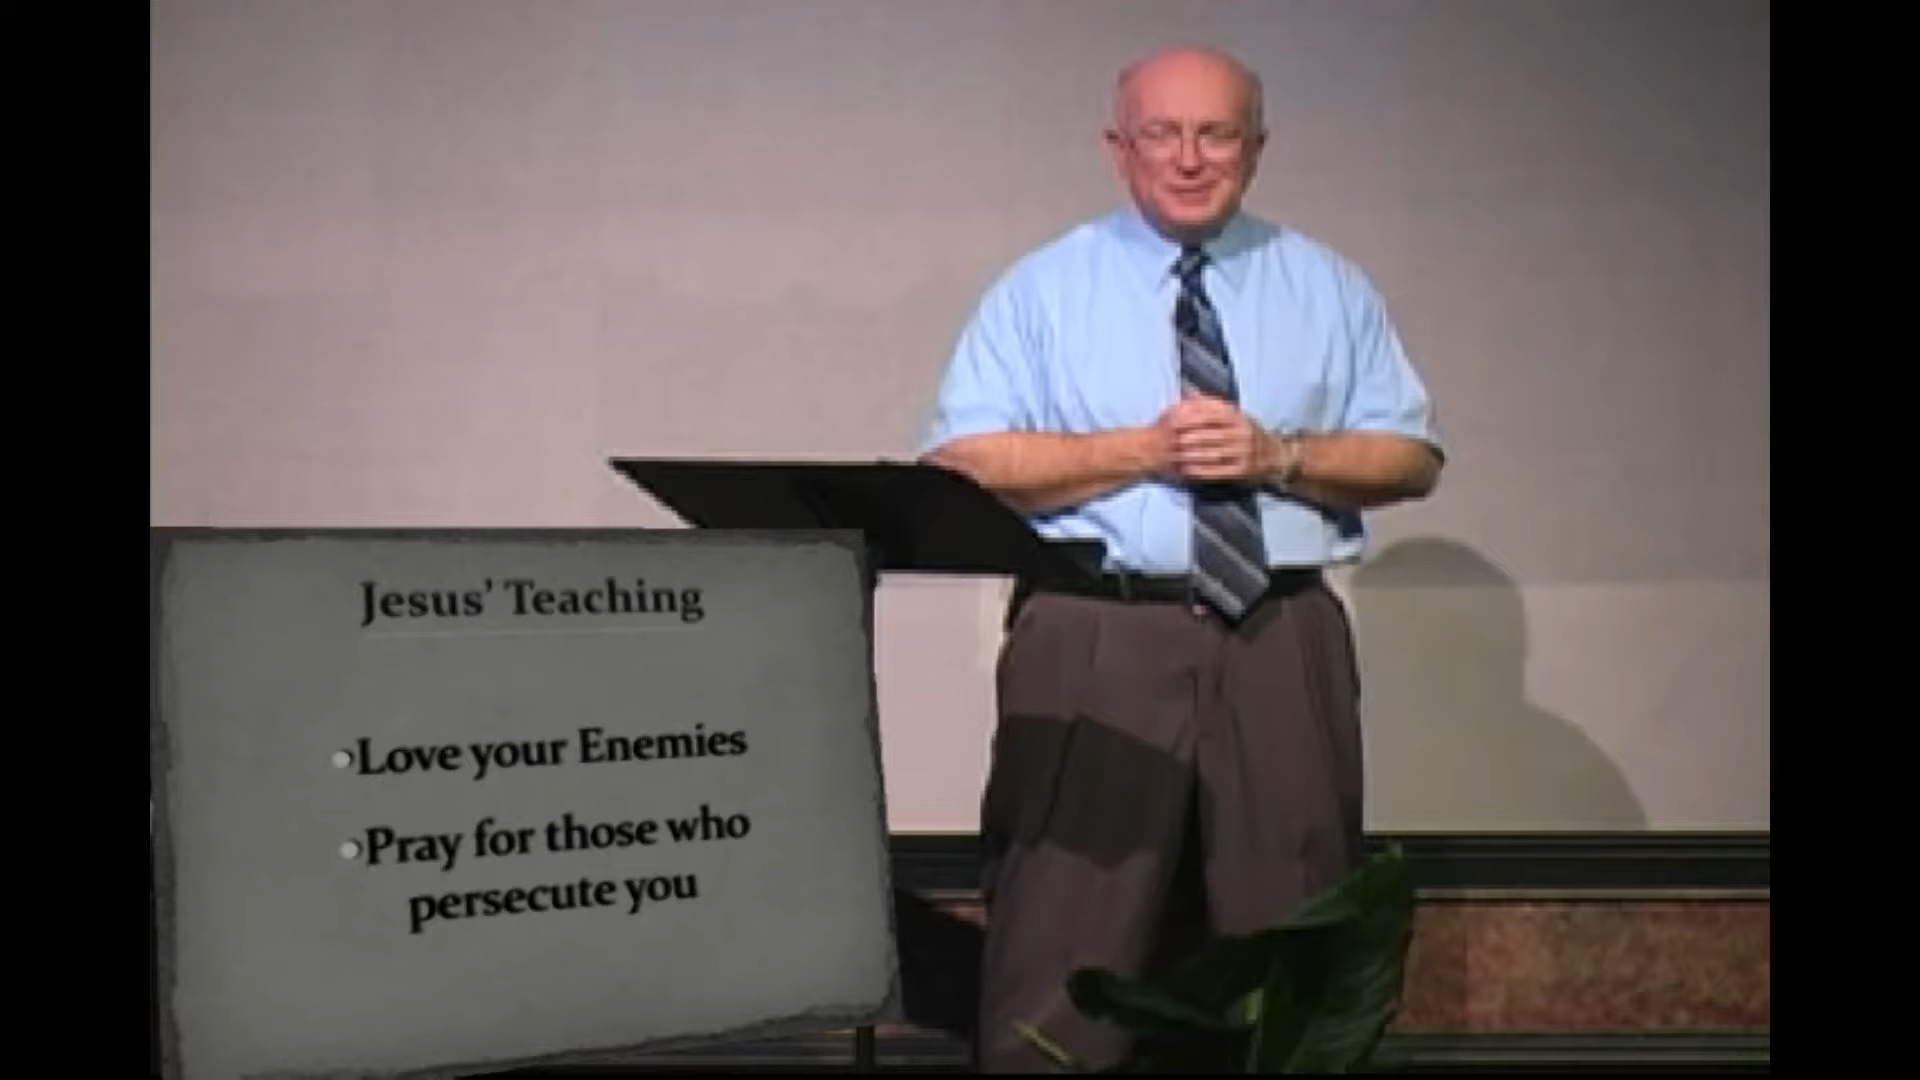 Jesus’ Teaching
•Love your Enemies
•Pray for those who
persecute you